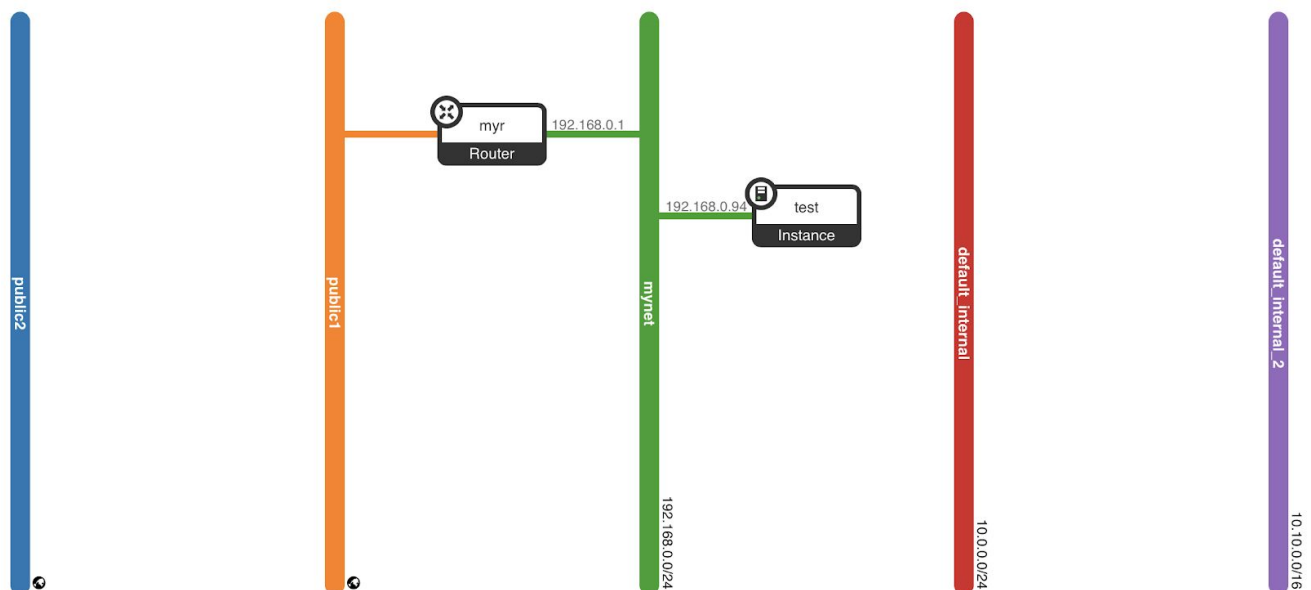 myr
Router
192.168.0.1
192.168.0.94
test
Instance
public2
public1
mynet
default_internal
default_internal_2
192.168.0.0/24
10.0.0.0/24
10.10.0.0/16